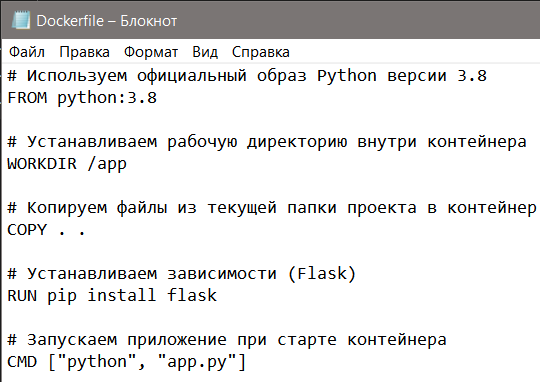 Dockerfile – Блокнот
Файл Правка Формат Вид Справка
# Используем официальный образ Python версии 3.8
FROM python:3.8
# Устанавливаем рабочую директорию внутри контейнера
WORKDIR /app
# Копируем файлы из текущей папки проекта в контейнер
COPY . .
# Устанавливаем зависимости (Flask)
RUN pip install flask
# Запускаем приложение при старте контейнера
CMD ["python", "app.py"]